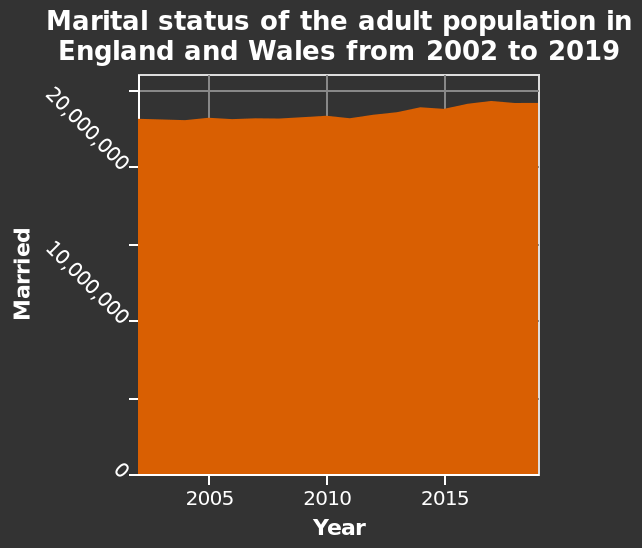 Marital status of the adult population in
England and Wales from 2002 to 2019
20,000,000
10,000,000
0
Married
2005 2010 2015
Year